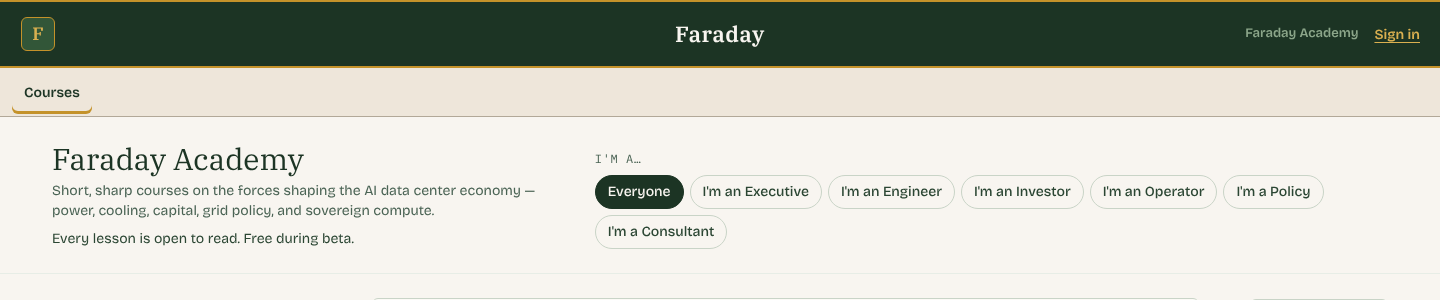 F
Faraday
Faraday Academy
Sign in
Courses
Faraday Academy
Short, sharp courses on the forces shaping the AI data center economy —
power, cooling, capital, grid policy, and sovereign compute.
Every lesson is open to read. Free during beta.
I'M A…
Everyone
I'm an Executive
I'm an Engineer
I'm an Investor
I'm an Operator
I'm a Policy
I'm a Consultant